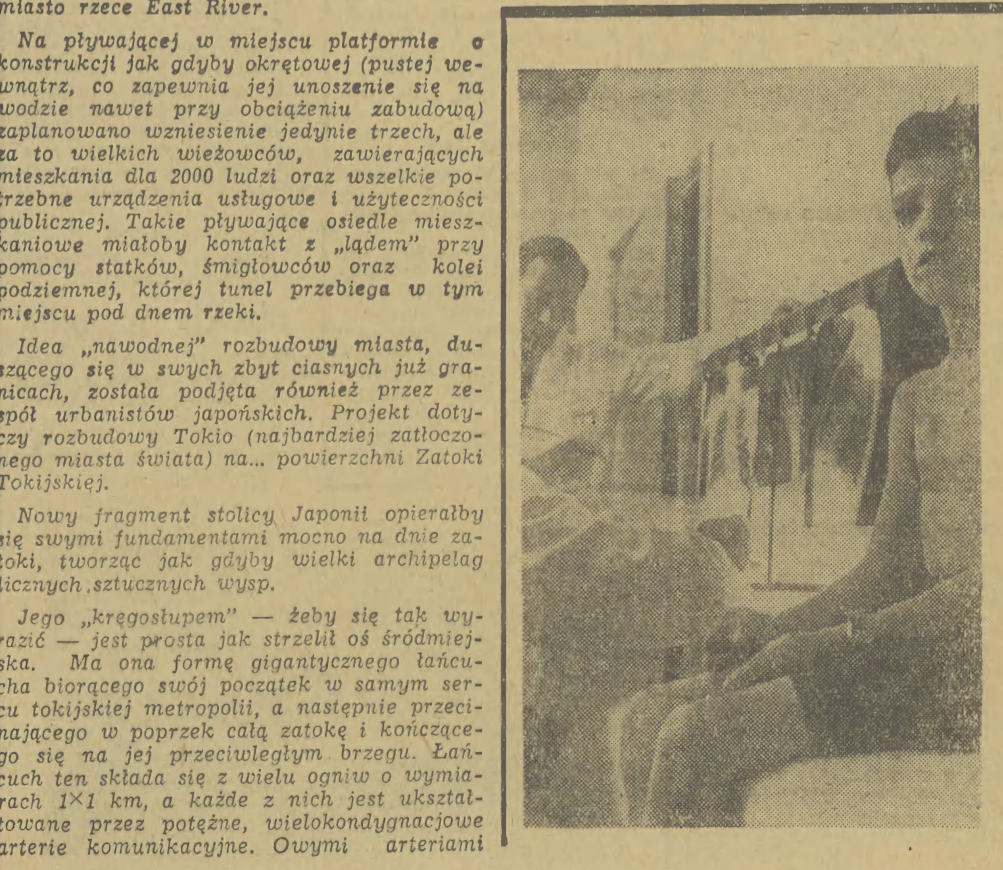 miasto rzece East River.
Na pływającej w miejscu platformie o
konstrukcji jak gdyby okrętowej (pustej we-
wnątrz, co zapewnia jej unoszenie się na
wodzie nawet przy obciążeniu zabudową)
zaplanowano wzniesienie jedynie trzech, ale
za to wielkich wieżowców, zawierających
mieszkania dla 2000 ludzi oraz wszelkie po-
trzebne urządzenia usługowe i użyteczności
publicznej. Takie pływające osiedle miesz-
kaniowe miałoby kontakt z „lądem” przy
pomocy statków, śmigłowców oraz kolei
podziemnej, której tunel przebiega w tym
miejscu pod dnem rzeki.
Idea „nawodnej” rozbudowy miasta, du-
szącego się w swych zbyt ciasnych już gra-
nicach, została podjęta również przez ze-
spół urbanistów japońskich. Projekt doty-
czy rozbudowy Tokio (najbardziej zatłoczo-
nego miasta świata) na... powierzchni Zatoki
Tokijskiej.
Nowy fragment stolicy Japonii opierałby
się swymi fundamentami mocno na dnie za-
toki, tworząc jak gdyby wielki archipelag
licznych sztucznych wysp.
Jego „kręgosłupem” — żeby się tak wy-
razić — jest prosta jak strzelił oś śródmiej-
ska. Ma ona formę gigantycznego łańcu-
cha biorącego swój początek w samym ser-
cu tokijskiej metropolii, a następnie przeci-
nającego w poprzek całą zatokę i kończące-
go się na jej przeciwległym brzegu. Łań-
cuch ten składa się z wielu ogniw o wymia-
rach 1×1 km, a każde z nich jest ukształ-
towane przez potężne, wielokondygnacjowe
arterie komunikacyjne. Owymi arteriami